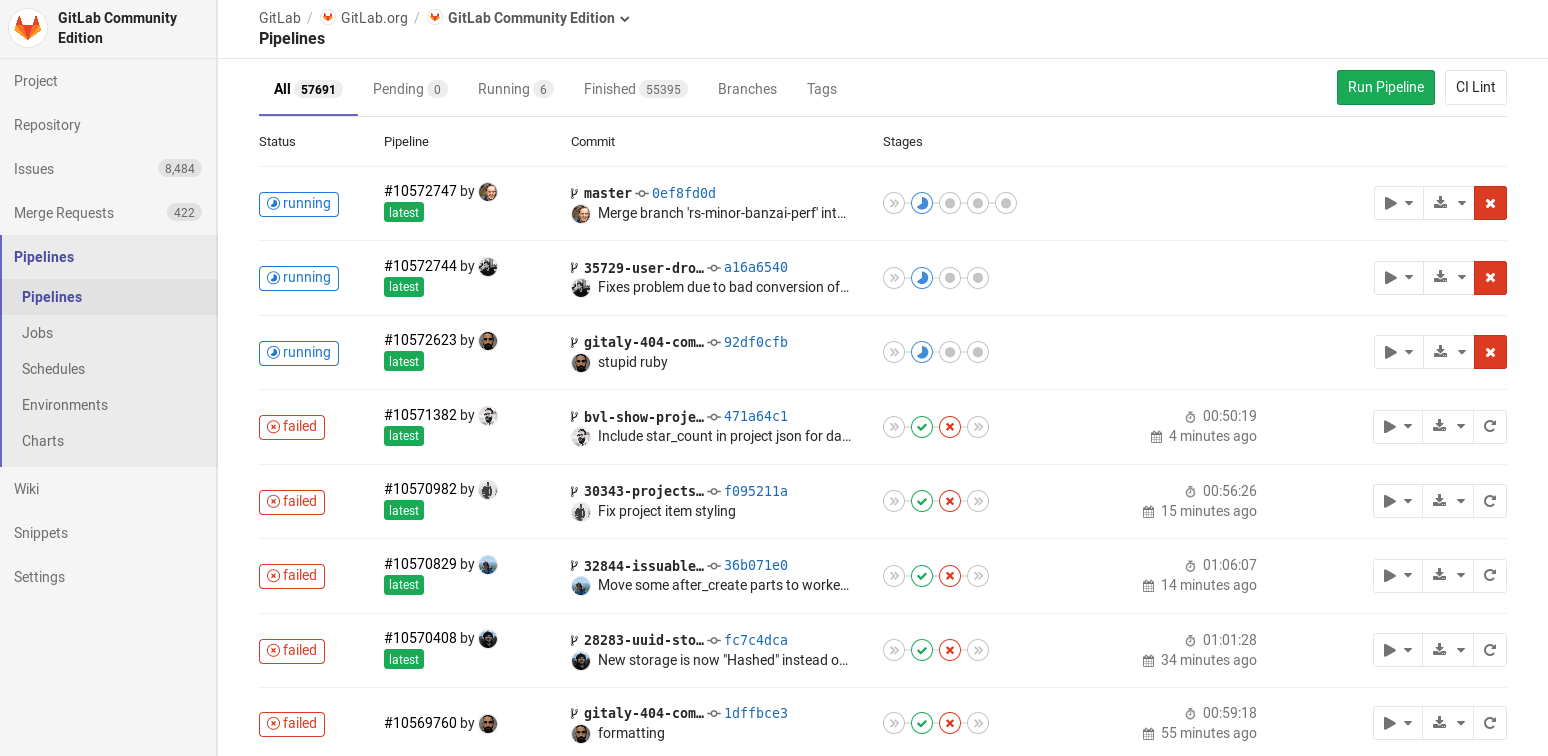 GitLab Community
Edition
Project
Repository
Issues 8,484
Merge Requests 422
Pipelines
Pipelines
Jobs
Schedules
Environments
Charts
Wiki
Snippets
Settings
GitLab / GitLab.org / GitLab Community Edition
Pipelines
All 57691 Pending 0 Running 6 Finished 55395 Branches Tags Run Pipeline CI Lint
Status Pipeline Commit Stages
running #10572747 by master 0ef8fd0d
latest Merge branch 'rs-minor-banzai-perf' int…
running #10572744 by 35729-user-dro… a16a6540
latest Fixes problem due to bad conversion of…
running #10572623 by gitaly-404-com… 92df0cfb
latest stupid ruby
failed #10571382 by bvl-show-proje… 471a64c1 00:50:19
latest Include star_count in project json for da… 4 minutes ago
failed #10570982 by 30343-projects… f095211a 00:56:26
latest Fix project item styling 15 minutes ago
failed #10570829 by 32844-issuable… 36b071e0 01:06:07
latest Move some after_create parts to worke… 14 minutes ago
failed #10570408 by 28283-uuid-sto… fc7c4dca 01:01:28
latest New storage is now "Hashed" instead o… 34 minutes ago
failed #10569760 by gitaly-404-com… 1dffbce3 00:59:18
formatting 55 minutes ago